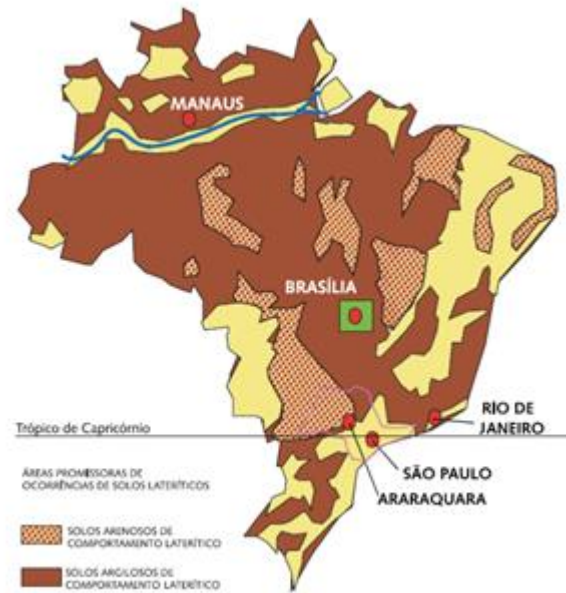 MANAUS
BRASÍLIA
Trópico de Capricórnio
RÍO DE
JANEIRO
SÃO PAULO
ARARAQUARA
ÁREAS PROMISSORAS DE
OCORRÊNCIAS DE SOLOS LATERÍTICOS
SOLOS ARENOSOS DE
COMPORTAMENTO LATERÍTICO
SOLOS ARGILOSOS DE
COMPORTAMENTO LATERÍTICO